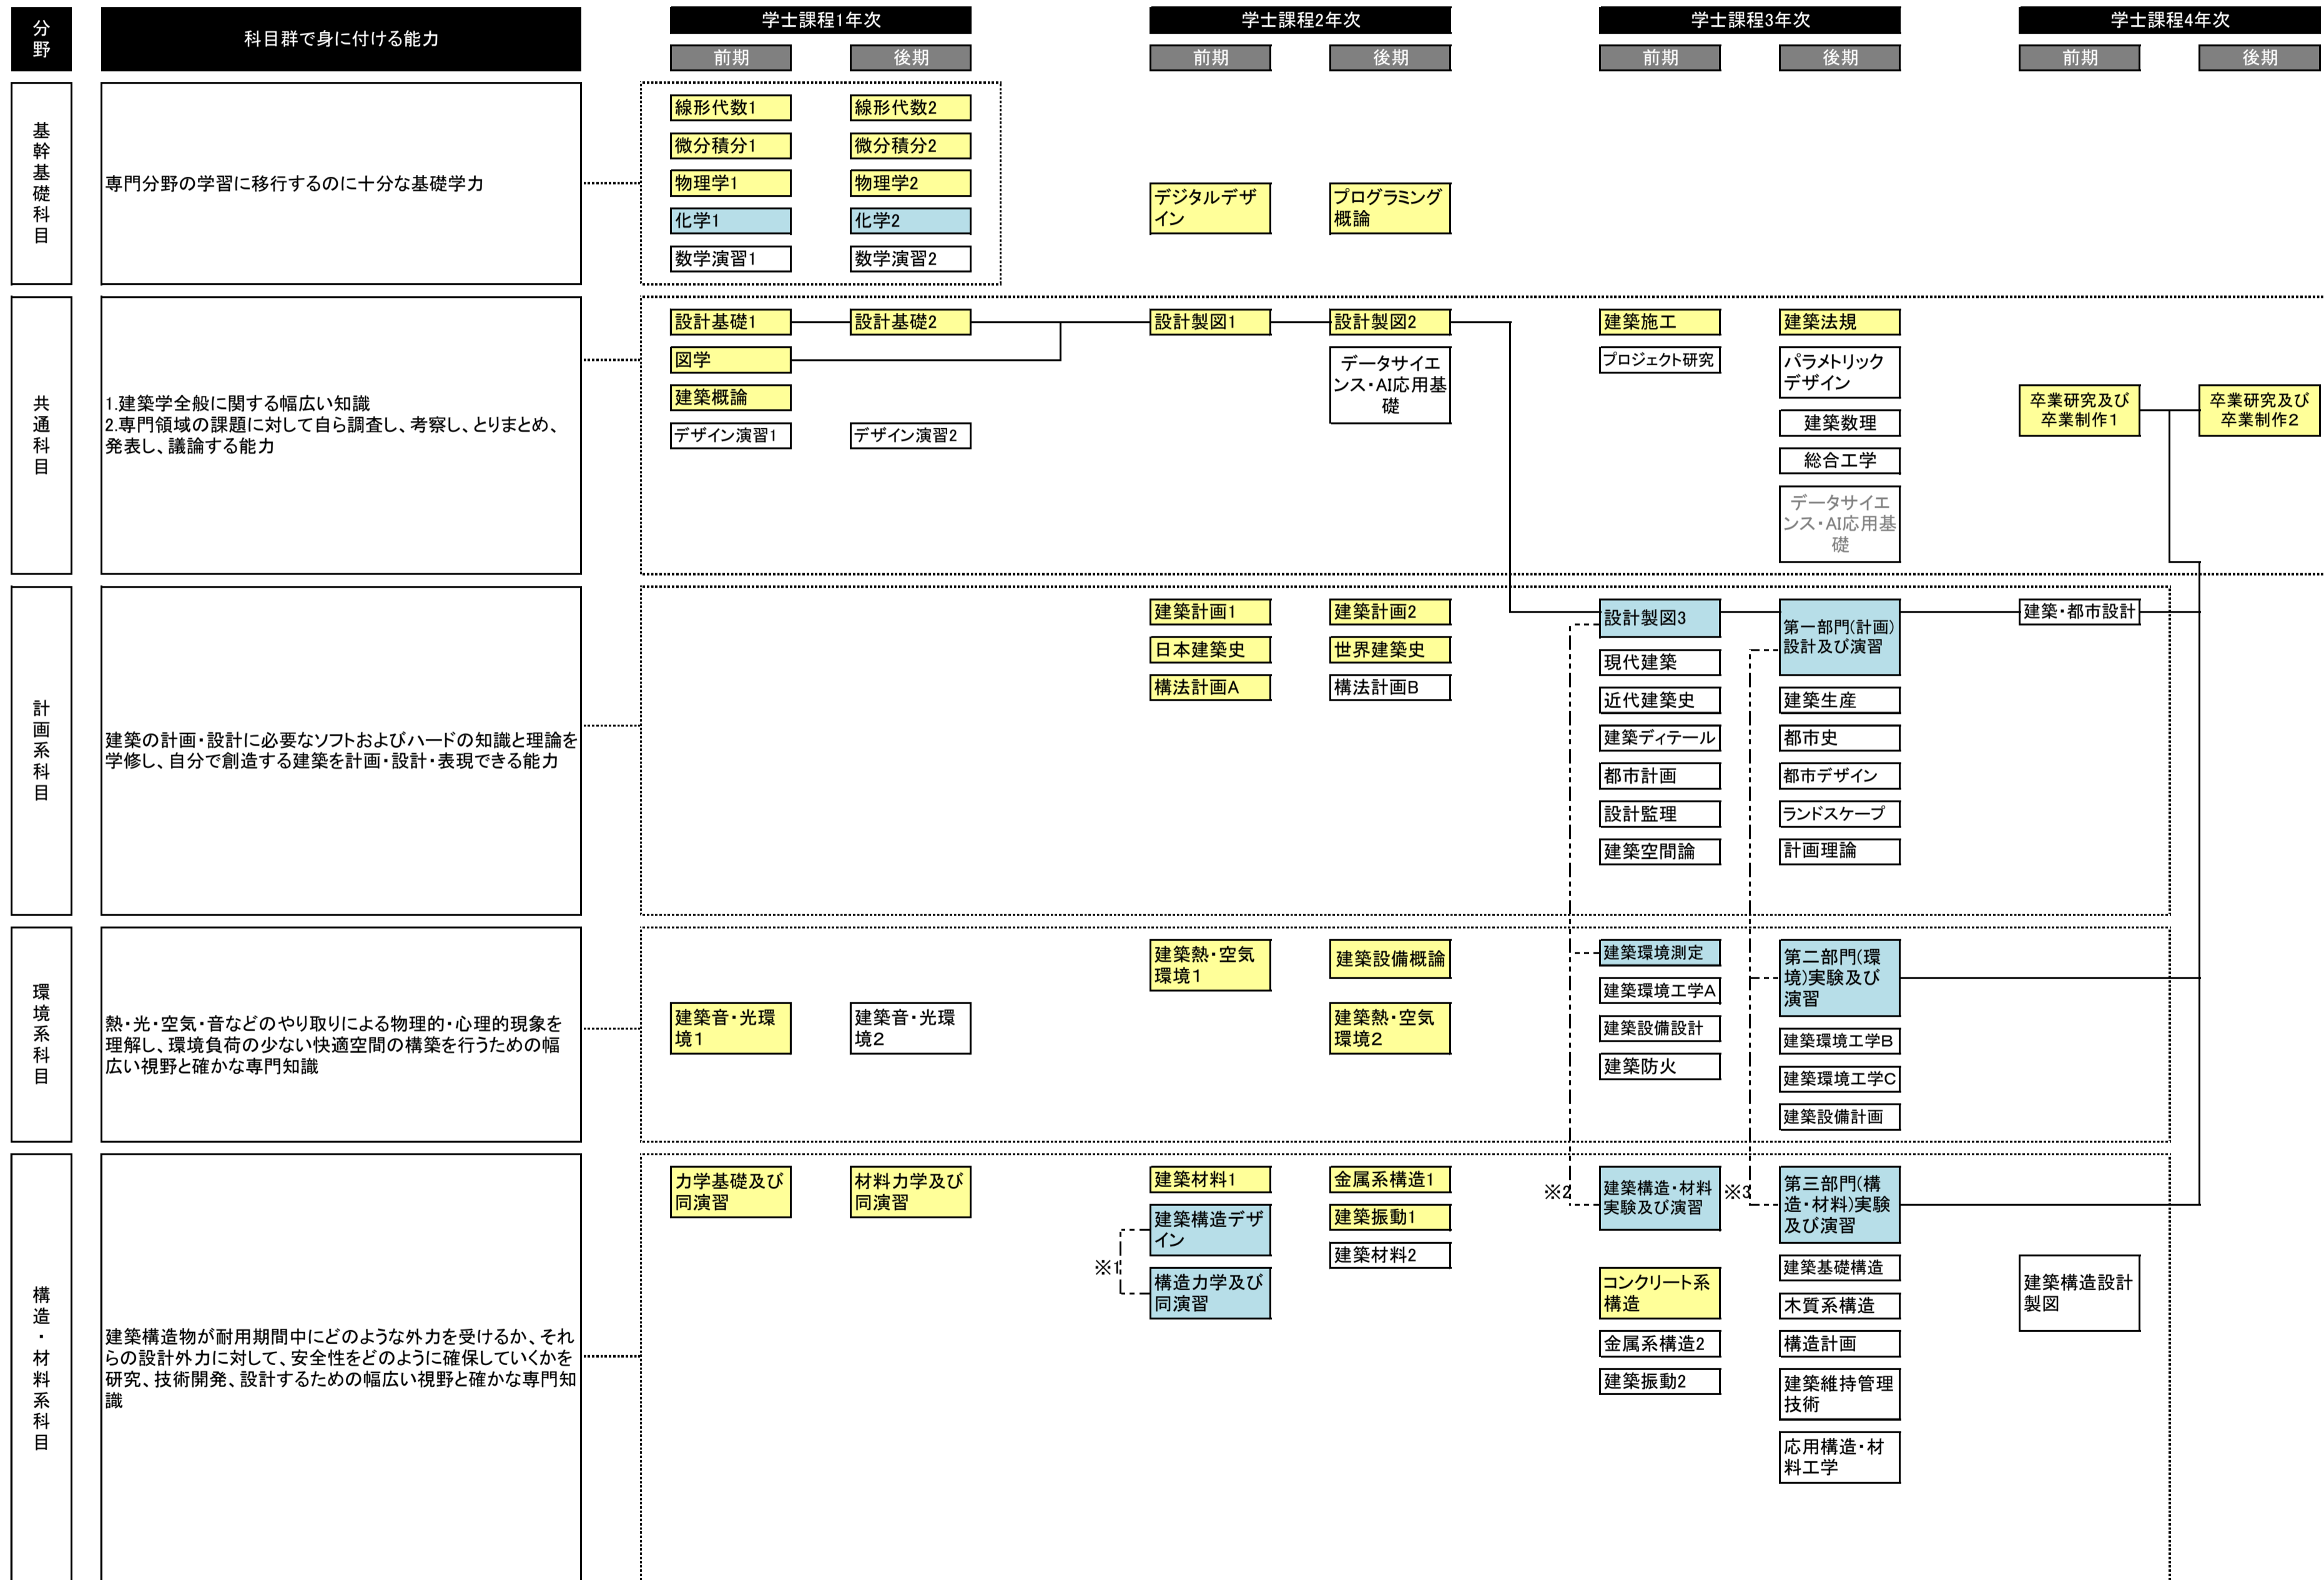 分
野
科目群で身に付ける能力
学士課程1年次
学士課程2年次
学士課程3年次
学士課程4年次
前期
後期
前期
後期
前期
後期
前期
後期
基
幹
基
礎
科
目
専門分野の学習に移行するのに十分な基礎学力
線形代数1
線形代数2
微分積分1
微分積分2
物理学1
物理学2
化学1
化学2
数学演習1
数学演習2
デジタルデザ
イン
プログラミング
概論
共
通
科
目
1.建築学全般に関する幅広い知識
2.専門領域の課題に対して自ら調査し、考察し、とりまとめ、
発表し、議論する能力
設計基礎1
設計基礎2
図学
建築概論
デザイン演習1
デザイン演習2
設計製図1
設計製図2
データサイエ
ンス・AI応用基
礎
建築施工
プロジェクト研究
建築法規
パラメトリック
デザイン
建築数理
総合工学
データサイエ
ンス・AI応用基
礎
卒業研究及び
卒業制作1
卒業研究及び
卒業制作2
計
画
系
科
目
建築の計画・設計に必要なソフトおよびハードの知識と理論を
学修し、自分で創造する建築を計画・設計・表現できる能力
建築計画1
建築計画2
日本建築史
世界建築史
構法計画A
構法計画B
設計製図3
現代建築
近代建築史
建築ディテール
都市計画
設計監理
建築空間論
第一部門(計画)
設計及び演習
建築生産
都市史
都市デザイン
ランドスケープ
計画理論
建築・都市設計
環
境
系
科
目
熱・光・空気・音などのやり取りによる物理的・心理的現象を
理解し、環境負荷の少ない快適空間の構築を行うための幅
広い視野と確かな専門知識
建築音・光環
境1
建築音・光環
境2
建築熱・空気
環境1
建築設備概論
建築熱・空気
環境2
建築環境測定
建築環境工学A
建築設備設計
建築防火
第二部門(環
境)実験及び
演習
建築環境工学B
建築環境工学C
建築設備計画
構
造
・
材
料
系
科
目
建築構造物が耐用期間中にどのような外力を受けるか、それ
らの設計外力に対して、安全性をどのように確保していくかを
研究、技術開発、設計するための幅広い視野と確かな専門知
識
力学基礎及び
同演習
材料力学及び
同演習
建築材料1
※1
建築構造デザ
イン
構造力学及び
同演習
金属系構造1
建築振動1
建築材料2
※2
建築構造・材料
実験及び演習
コンクリート系
構造
金属系構造2
建築振動2
※3
第三部門(構
造・材料)実験
及び演習
建築基礎構造
木質系構造
構造計画
建築維持管理
技術
応用構造・材
料工学
建築構造設計
製図